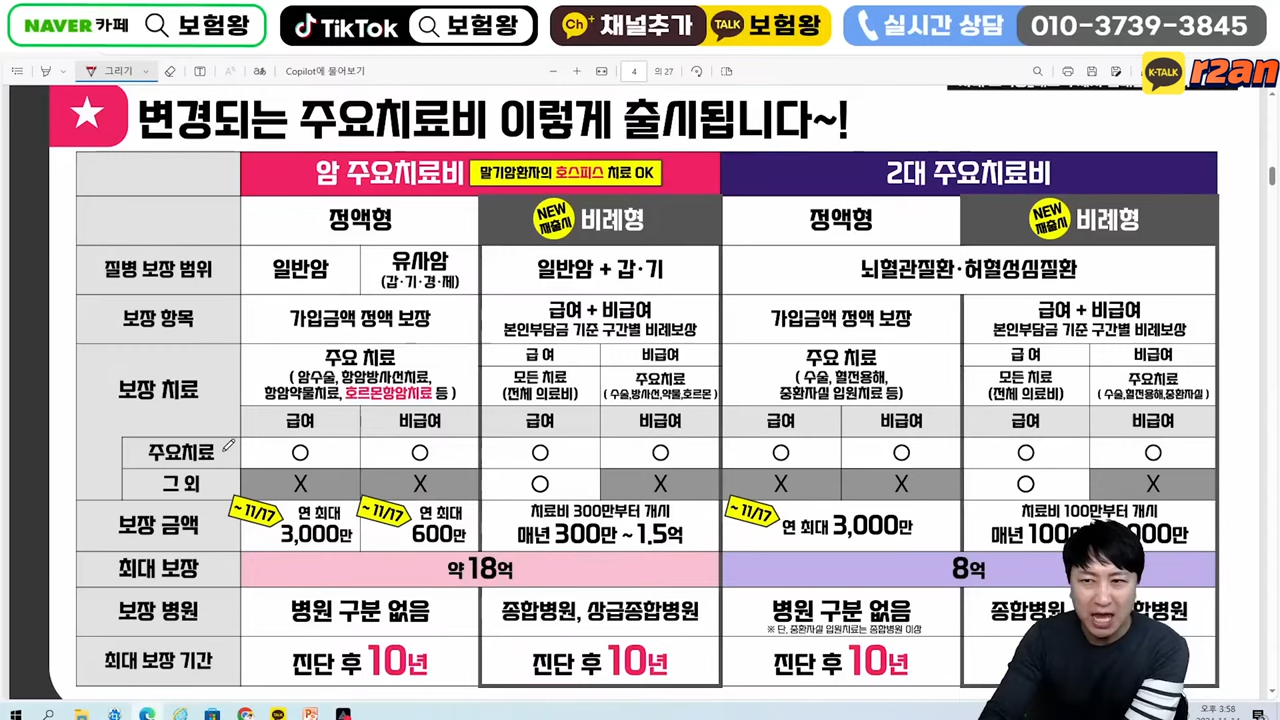 NAVER 카페 보험왕
TikTok 보험왕
Ch+ 채널추가 TALK 보험왕
실시간 상담 010-3739-3845
그리기
Copilot에 물어보기
4 의 27
K-TALK r2an
변경되는 주요치료비 이렇게 출시됩니다~!
암 주요치료비 말기암환자의 호스피스 치료 OK 2대 주요치료비
정액형 NEW 재출시 비례형 정액형 NEW 재출시 비례형
질병 보장 범위 일반암 유사암 (갑·기·경·제) 일반암 + 갑·기 뇌혈관질환·허혈성심질환
보장 항목 가입금액 정액 보장 급여 + 비급여 본인부담금 기준 구간별 비례보상 가입금액 정액 보장 급여 + 비급여 본인부담금 기준 구간별 비례보상
보장 치료
주요 치료
( 암수술, 항암방사선치료,
항암약물치료, 호르몬항암치료 등 )
급 여 비급여
모든 치료
(전체 의료비)
주요치료
( 수술,방사선,약물,호르몬 )
주요 치료
( 수술, 혈전용해,
중환자실 입원치료 등)
급 여 비급여
모든 치료
(전체 의료비)
주요치료
( 수술,혈전용해,중환자실 )
급여 비급여 급여 비급여 급여 비급여 급여 비급여
주요치료 O O O O O O O O
그 외 X X O X X X O X
보장 금액
~ 11/17 연 최대
3,000만
~ 11/17 연 최대
600만
치료비 300만부터 개시
매년 300만 ~ 1.5억
~ 11/17 연 최대 3,000만
치료비 100만부터 개시
매년 100 000만
최대 보장 약 18억 8억
보장 병원 병원 구분 없음 종합병원, 상급종합병원 병원 구분 없음 종합병원
※ 단, 중환자실 입원치료는 종합병원 이상
최대 보장 기간 진단 후 10년 진단 후 10년 진단 후 10년
오후 3:58